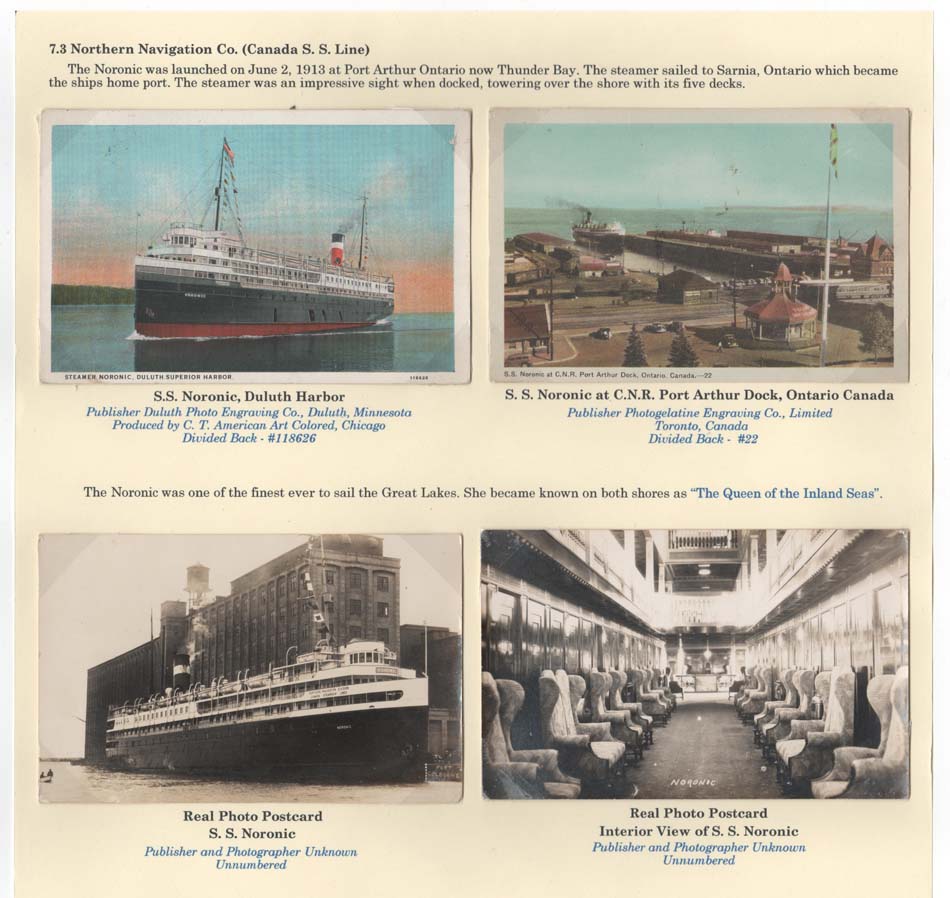 7.3 Northern Navigation Co. (Canada S. S. Line)
The Noronic was launched on June 2, 1913 at Port Arthur Ontario now Thunder Bay. The steamer sailed to Sarnia, Ontario which became
the ships home port. The steamer was an impressive sight when docked, towering over the shore with its five decks.
NORONIC
STEAMER NORONIC, DULUTH SUPERIOR HARBOR.
118626
S.S. Noronic, Duluth Harbor
Publisher Duluth Photo Engraving Co., Duluth, Minnesota
Produced by C. T. American Art Colored, Chicago
Divided Back - #118626
S.S. Noronic at C.N.R. Port Arthur Dock, Ontario. Canada.—22
S. S. Noronic at C.N.R. Port Arthur Dock, Ontario Canada
Publisher Photogelatine Engraving Co., Limited
Toronto, Canada
Divided Back - #22
The Noronic was one of the finest ever to sail the Great Lakes. She became known on both shores as “The Queen of the Inland Seas”.
NORONIC
Real Photo Postcard
S. S. Noronic
Publisher and Photographer Unknown
Unnumbered
NORONIC
Real Photo Postcard
Interior View of S. S. Noronic
Publisher and Photographer Unknown
Unnumbered